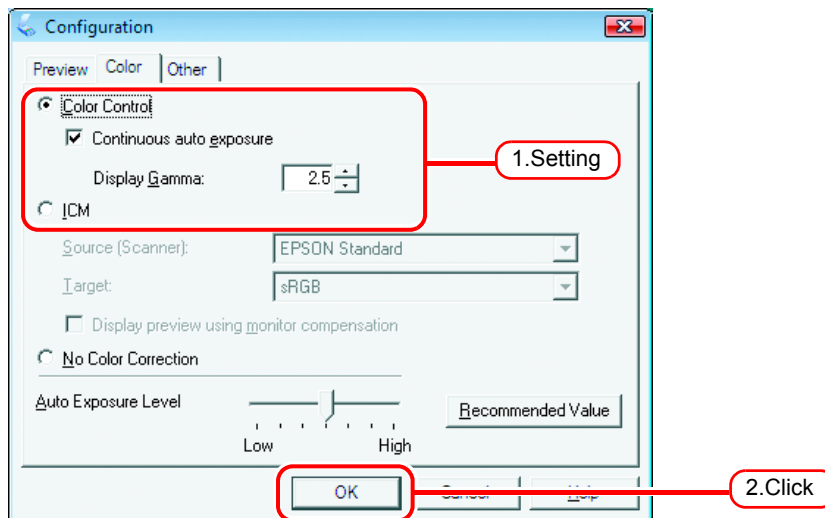 Configuration
Preview Color Other
Color Control
Continuous auto exposure
1.Setting
Display Gamma: 2.5
ICM
Source (Scanner): EPSON Standard
Target: sRGB
Display preview using monitor compensation
No Color Correction
Auto Exposure Level
Recommended Value
Low High
OK Cancel Help
2.Click